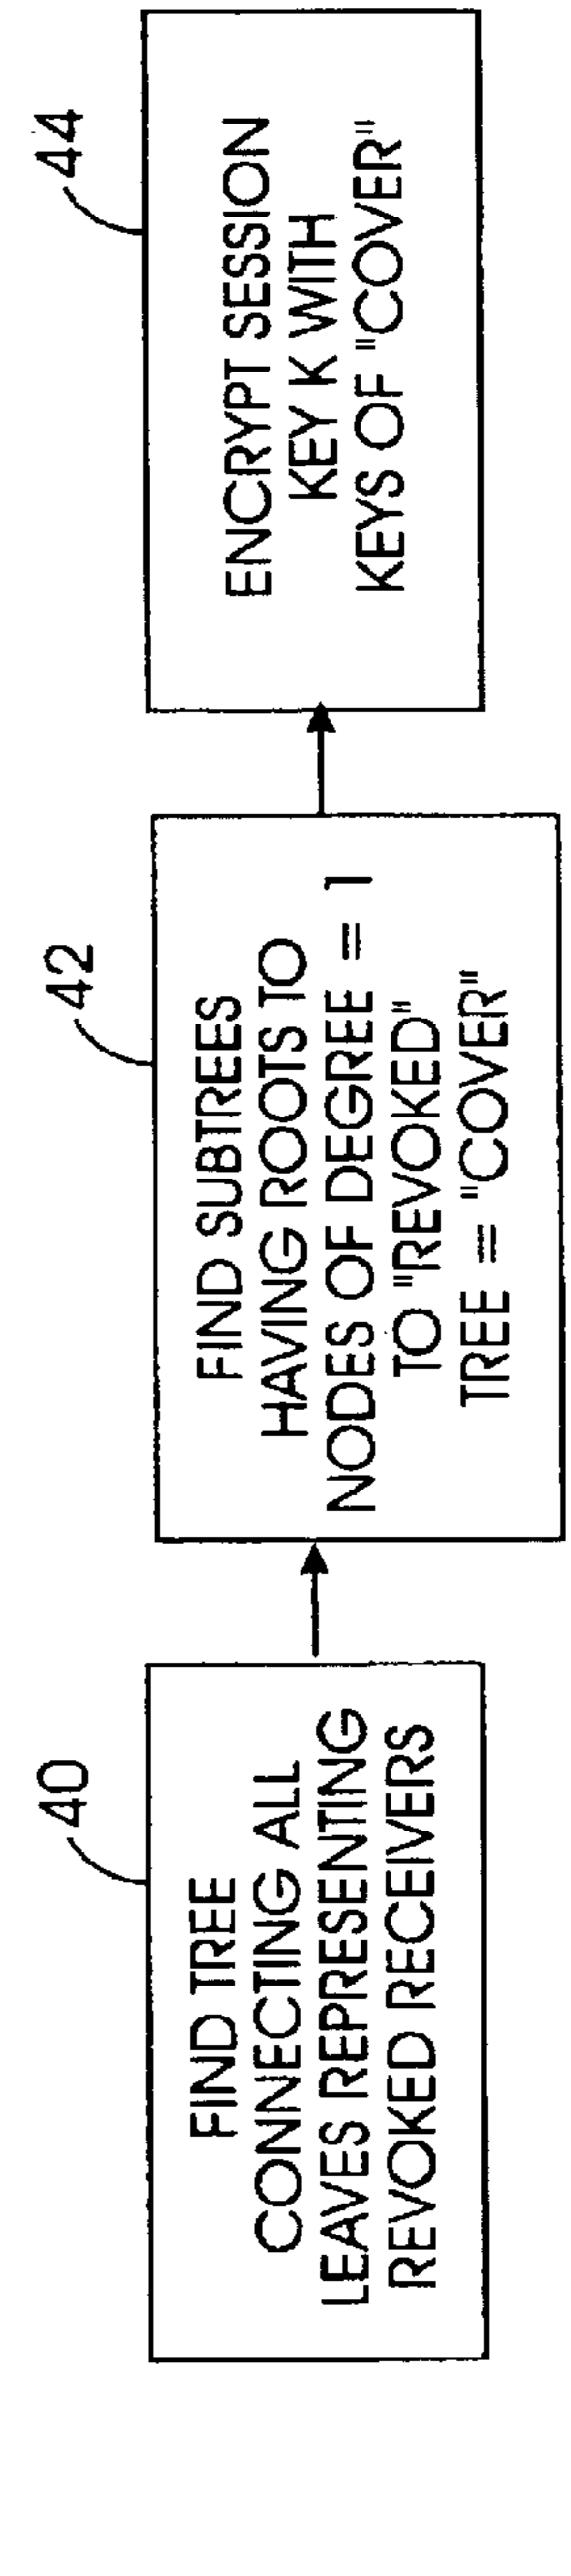 40
FIND TREE
CONNECTING ALL
LEAVES REPRESENTING
REVOKED RECEIVERS
42
FIND SUBTREES
HAVING ROOTS TO
NODES OF DEGREE = 1
TO "REVOKED"
TREE = "COVER"
44
ENCRYPT SESSION
KEY K WITH
KEYS OF "COVER"